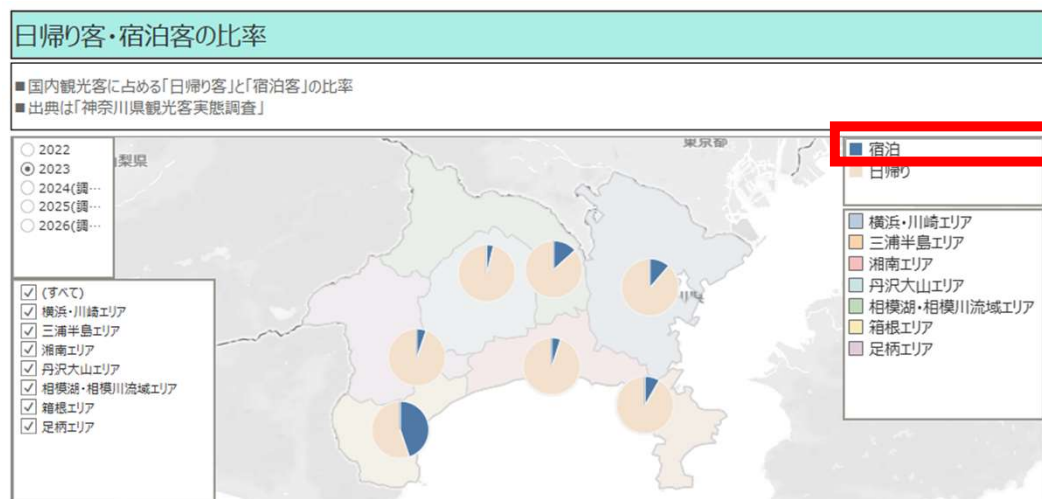 日帰り客・宿泊客の比率
■国内観光客に占める「日帰り客」と「宿泊客」の比率
■出典は「神奈川県観光客実態調査」
2022
2023
2024(調…
2025(調…
2026(調…
梨県
東京都
宿泊
日帰り
横浜・川崎エリア
三浦半島エリア
湘南エリア
丹沢大山エリア
相模湖・相模川流域エリア
箱根エリア
足柄エリア
(すべて)
横浜・川崎エリア
三浦半島エリア
湘南エリア
丹沢大山エリア
相模湖・相模川流域エリア
箱根エリア
足柄エリア